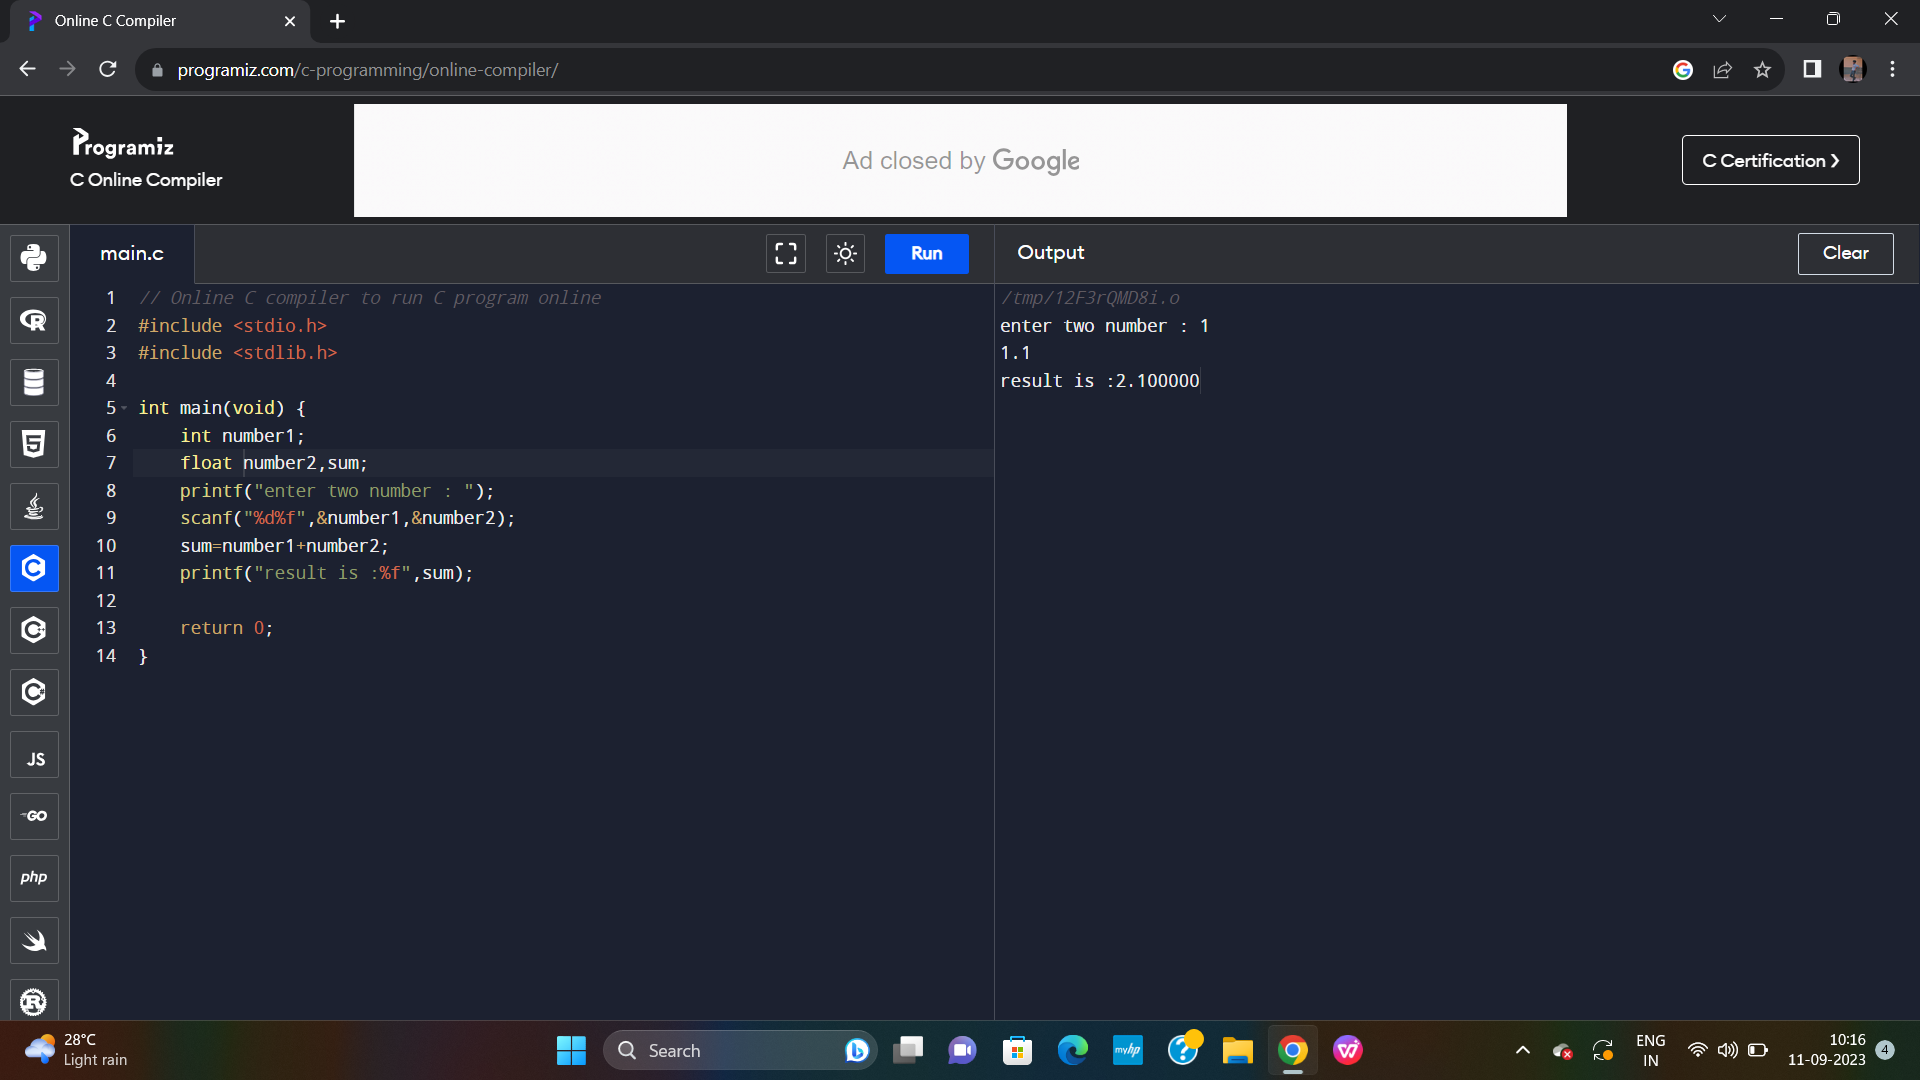 Online C Compiler
programiz.com/c-programming/online-compiler/
Programiz
C Online Compiler
Ad closed by Google
C Certification ❯
main.c
Run
Output
Clear
1 // Online C compiler to run C program online
2 #include <stdio.h>
3 #include <stdlib.h>
4
5 int main(void) {
6 int number1;
7 float number2,sum;
8 printf("enter two number : ");
9 scanf("%d%f",&number1,&number2);
10 sum=number1+number2;
11 printf("result is :%f",sum);
12
13 return 0;
14 }
/tmp/12F3rQMD8i.o
enter two number : 1
1.1
result is :2.100000
R
5
C
C
C
JS
GO
php
R
28°C
Light rain
Search
myhp
ENG
IN
10:16
11-09-2023
4